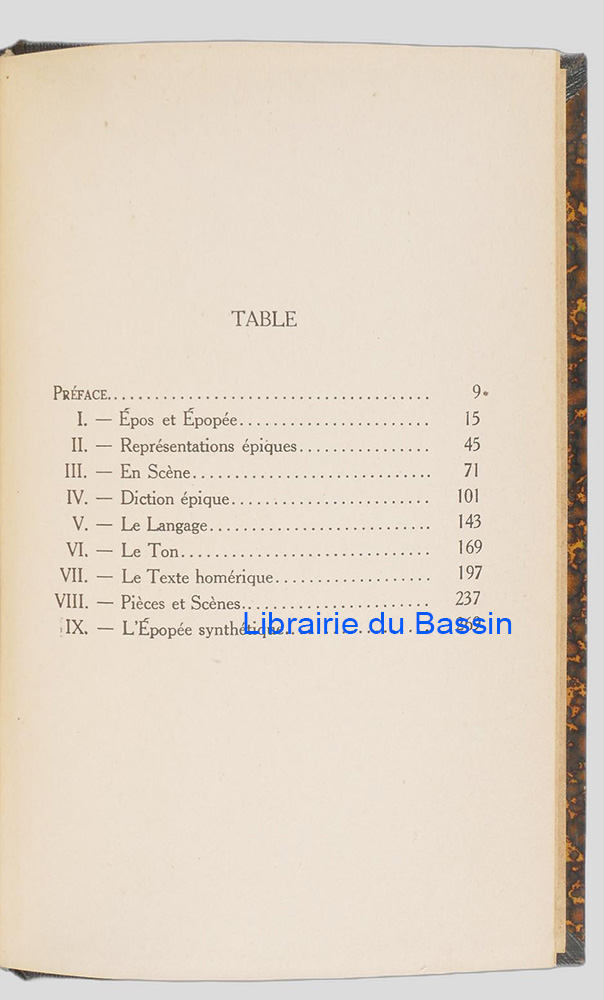 TABLE
PRÉFACE........................................ 9
I. — Épos et Épopée........................ 15
II. — Représentations épiques................ 45
III. — En Scène.............................. 71
IV. — Diction épique......................... 101
V. — Le Langage............................ 143
VI. — Le Ton................................ 169
VII. — Le Texte homérique.................... 197
VIII. — Pièces et Scènes........................ 237
IX. — L'Épopée synthétique.................. 269
Librairie du Bassin